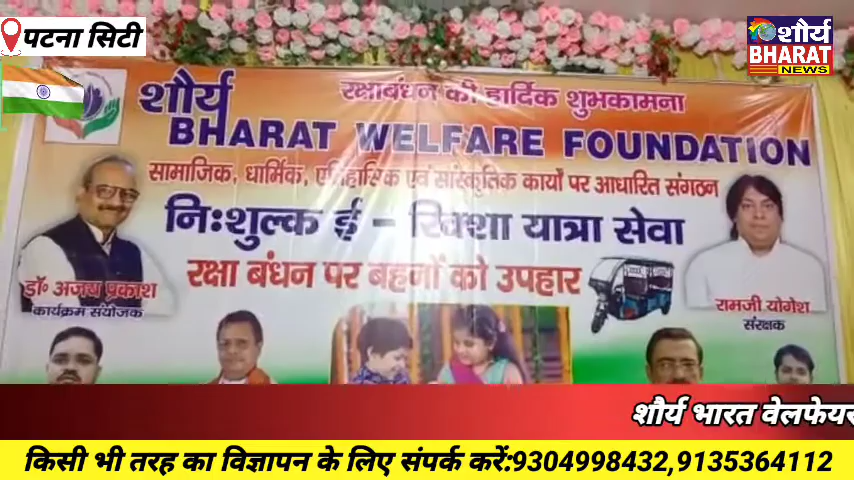 पटना सिटी
शौर्य
BHARAT
NEWS
रक्षाबंधन की हार्दिक शुभकामना
शौर्य
BHARAT WELFARE FOUNDATION
सामाजिक, धार्मिक, एतिहासिक एवं सांस्कृतिक कार्यों पर आधारित संगठन
निःशुल्क ई - रिक्शा यात्रा सेवा
रक्षा बंधन पर बहनों को उपहार
डॉ॰ अजय प्रकाश
कार्यक्रम संयोजक
रामजी योगेश
संरक्षक
शौर्य भारत वेलफेयर
किसी भी तरह का विज्ञापन के लिए संपर्क करें:9304998432,9135364112